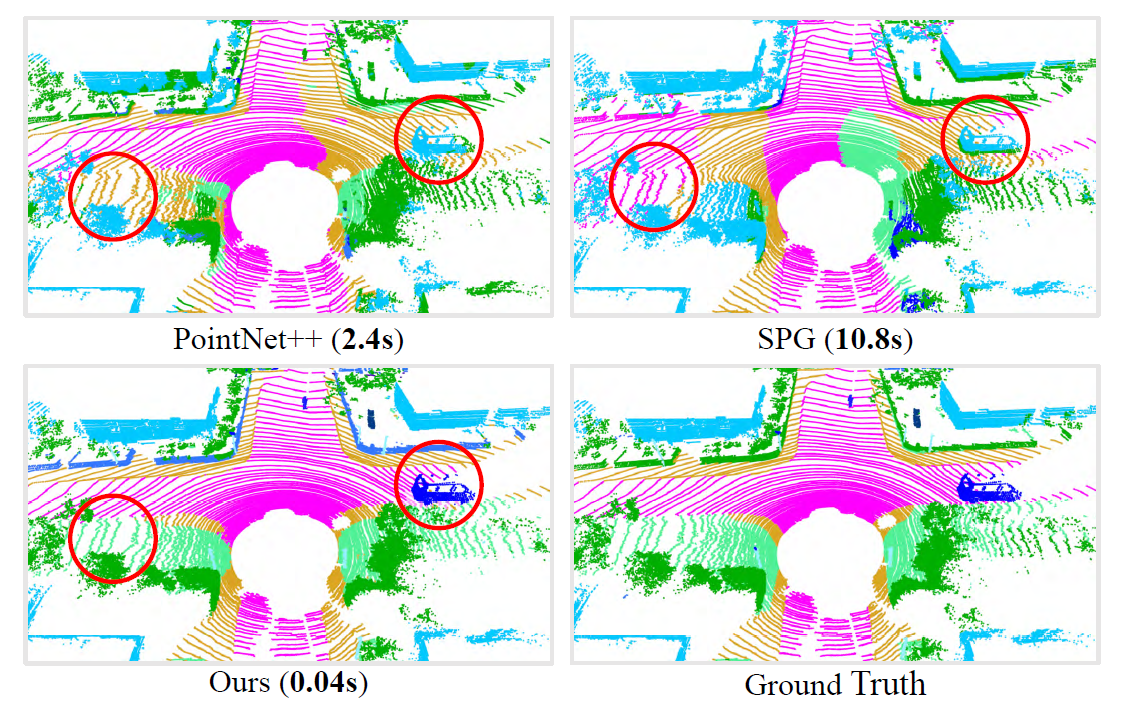 PointNet++ (2.4s)
SPG (10.8s)
Ours (0.04s)
Ground Truth